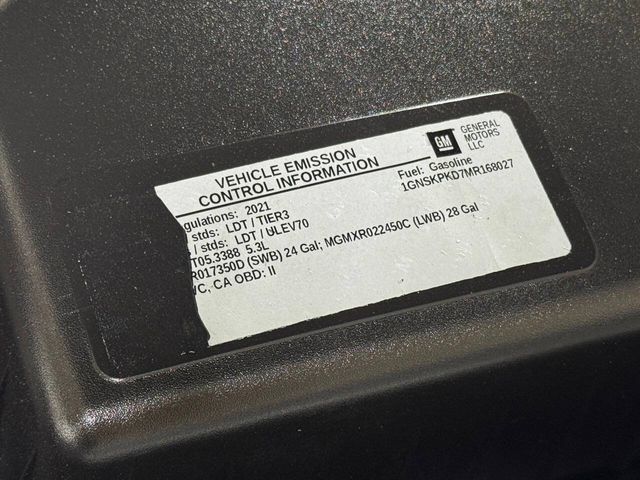 GM
GENERAL
MOTORS
LLC
VEHICLE EMISSION
CONTROL INFORMATION
Fuel: Gasoline
1GNSKPKD7MR168027
gulations: 2021
stds: LDT / TIER3
/ stds: LDT / ULEV70
T05.3388 5.3L
R017350D (SWB) 24 Gal; MGMXR022450C (LWB) 28 Gal
WC, CA OBD: II